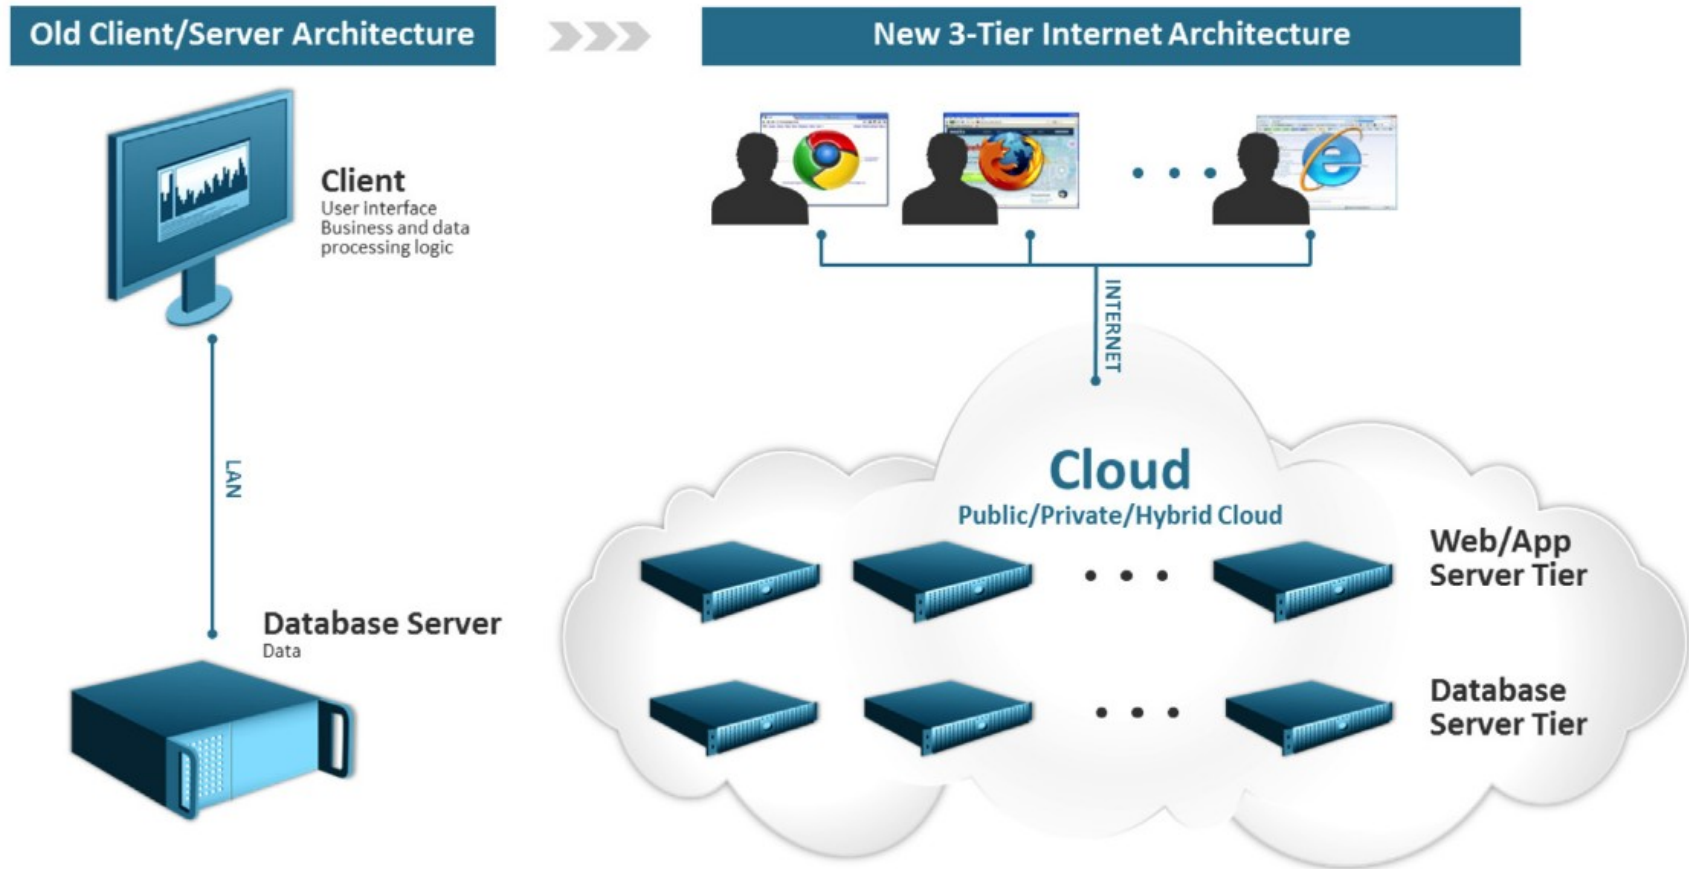 Old Client/Server Architecture
New 3-Tier Internet Architecture
Client
User interface
Business and data
processing logic
LAN
Database Server
Data
INTERNET
Cloud
Public/Private/Hybrid Cloud
Web/App
Server Tier
Database
Server Tier